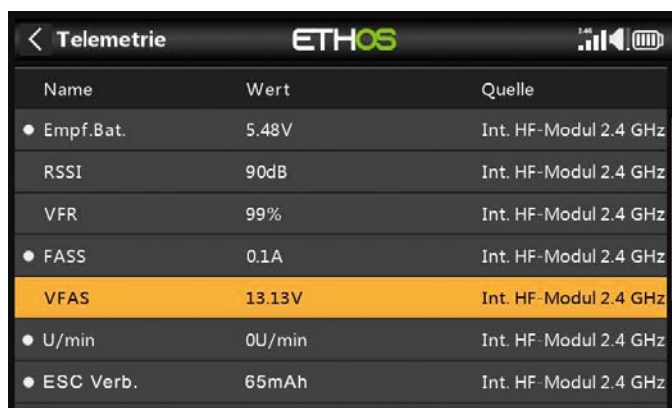 Telemetrie ETHOS 2.4G
Name Wert Quelle
Empf.Bat. 5.48V Int. HF-Modul 2.4 GHz
RSSI 90dB Int. HF-Modul 2.4 GHz
VFR 99% Int. HF-Modul 2.4 GHz
FASS 0.1A Int. HF-Modul 2.4 GHz
VFAS 13.13V Int. HF-Modul 2.4 GHz
U/min 0U/min Int. HF-Modul 2.4 GHz
ESC Verb. 65mAh Int. HF-Modul 2.4 GHz